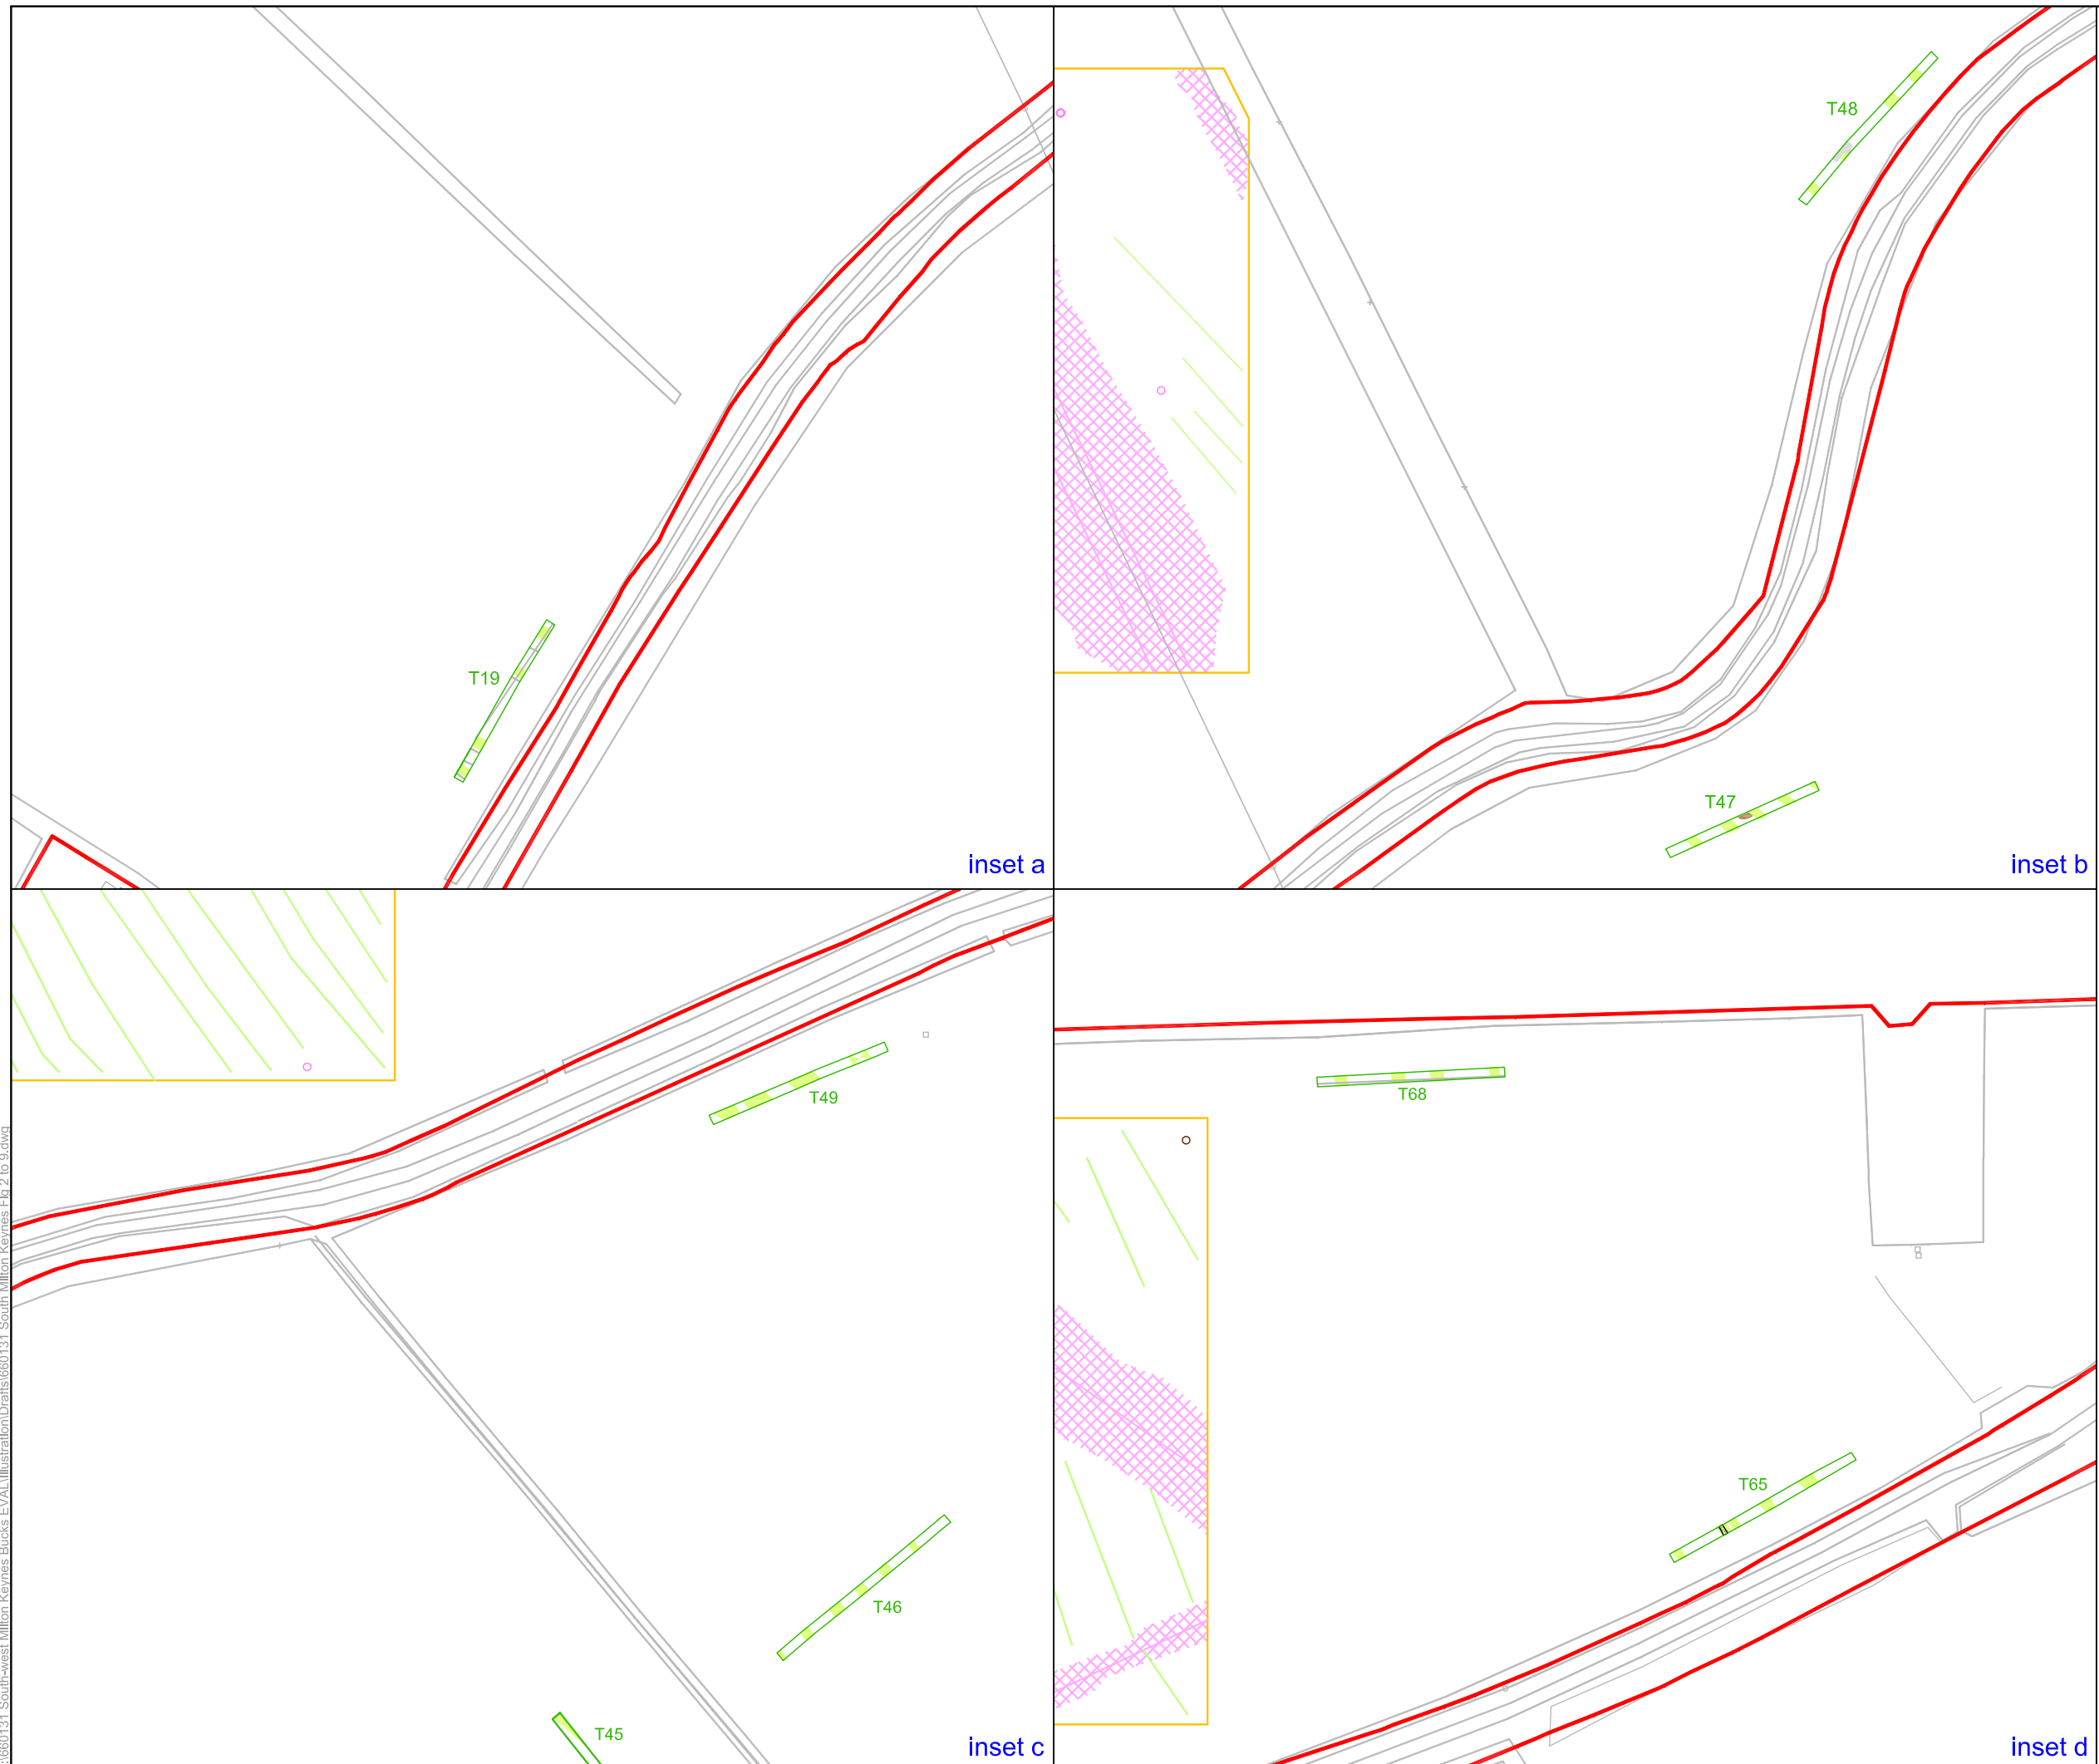 T19
inset a
T48
T47
inset b
T49
T46
T45
inset c
T68
T65
inset d
:\660131 South-west Milton Keynes Bucks EVAL\Illustration\Drafts\660131 South Milton Keynes Fig 2 to 9.dwg